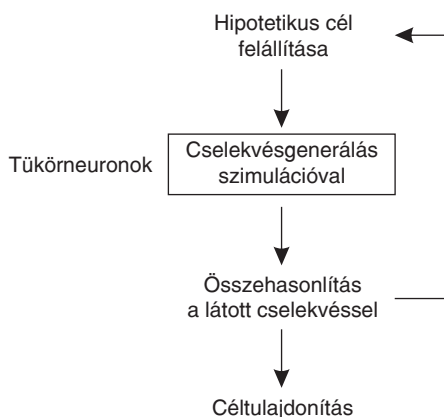 Hipotetikus cél
felállítása
Tükörneuronok
Cselekvésgenerálás
szimulációval
Összehasonlítás
a látott cselekvéssel
Céltulajdonítás